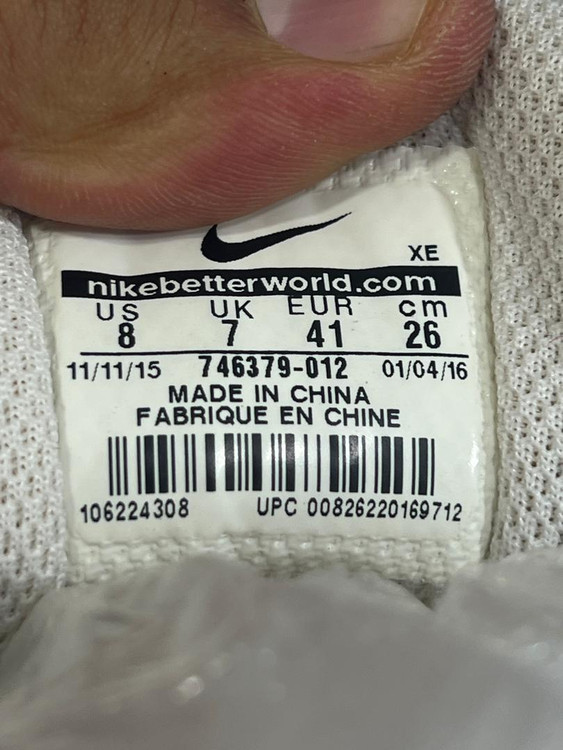 XE
nikebetterworld.com
US UK EUR cm
8 7 41 26
11/11/15 746379-012 01/04/16
MADE IN CHINA
FABRIQUE EN CHINE
106224308 UPC 00826220169712